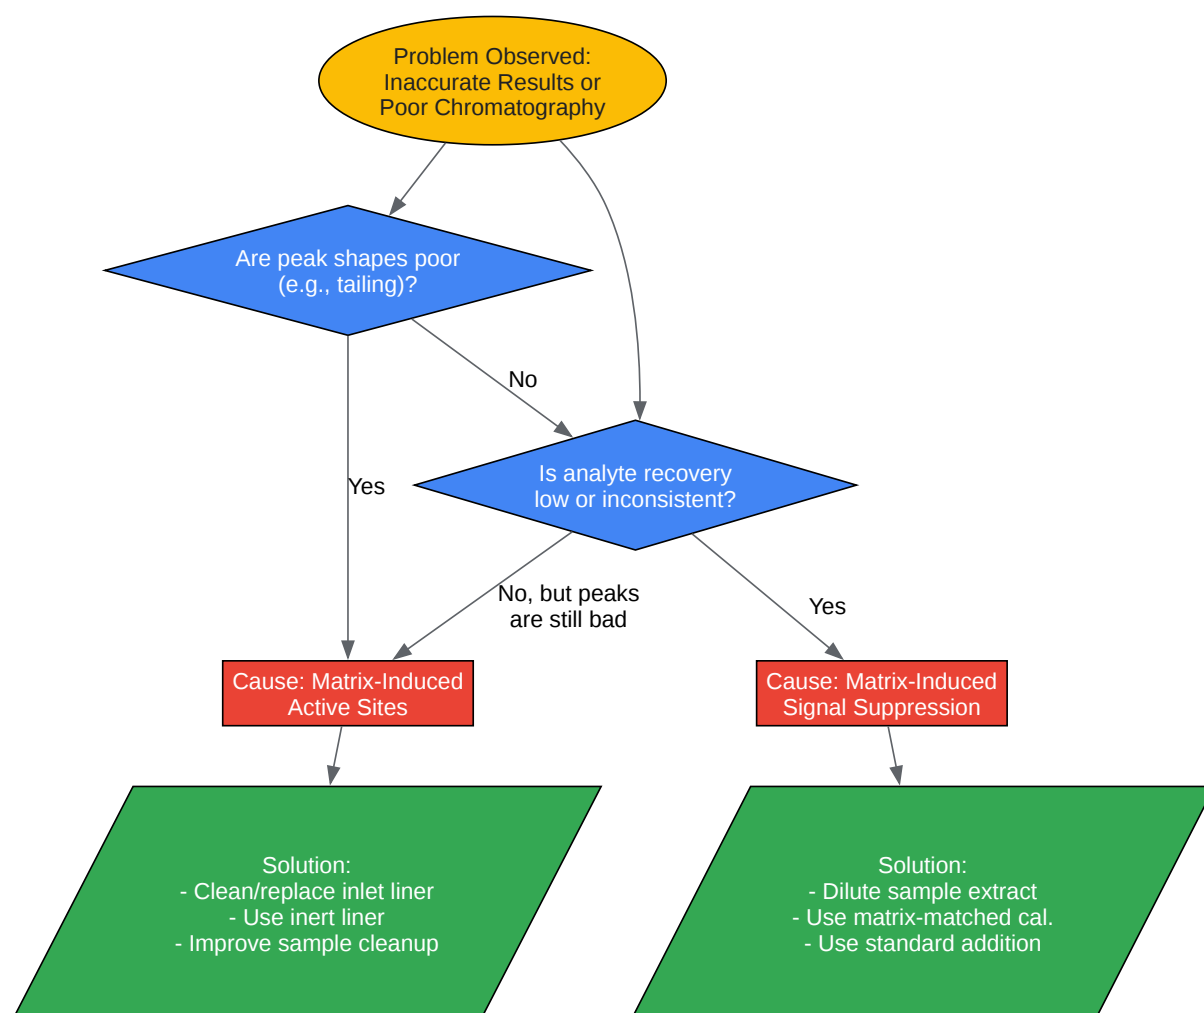 Problem Observed:
Inaccurate Results or
Poor Chromatography
Are peak shapes poor
(e.g., tailing)?
No
Is analyte recovery
low or inconsistent?
Yes
No, but peaks
are still bad
Yes
Cause: Matrix-Induced
Active Sites
Cause: Matrix-Induced
Signal Suppression
Solution:
- Clean/replace inlet liner
- Use inert liner
- Improve sample cleanup
Solution:
- Dilute sample extract
- Use matrix-matched cal.
- Use standard addition